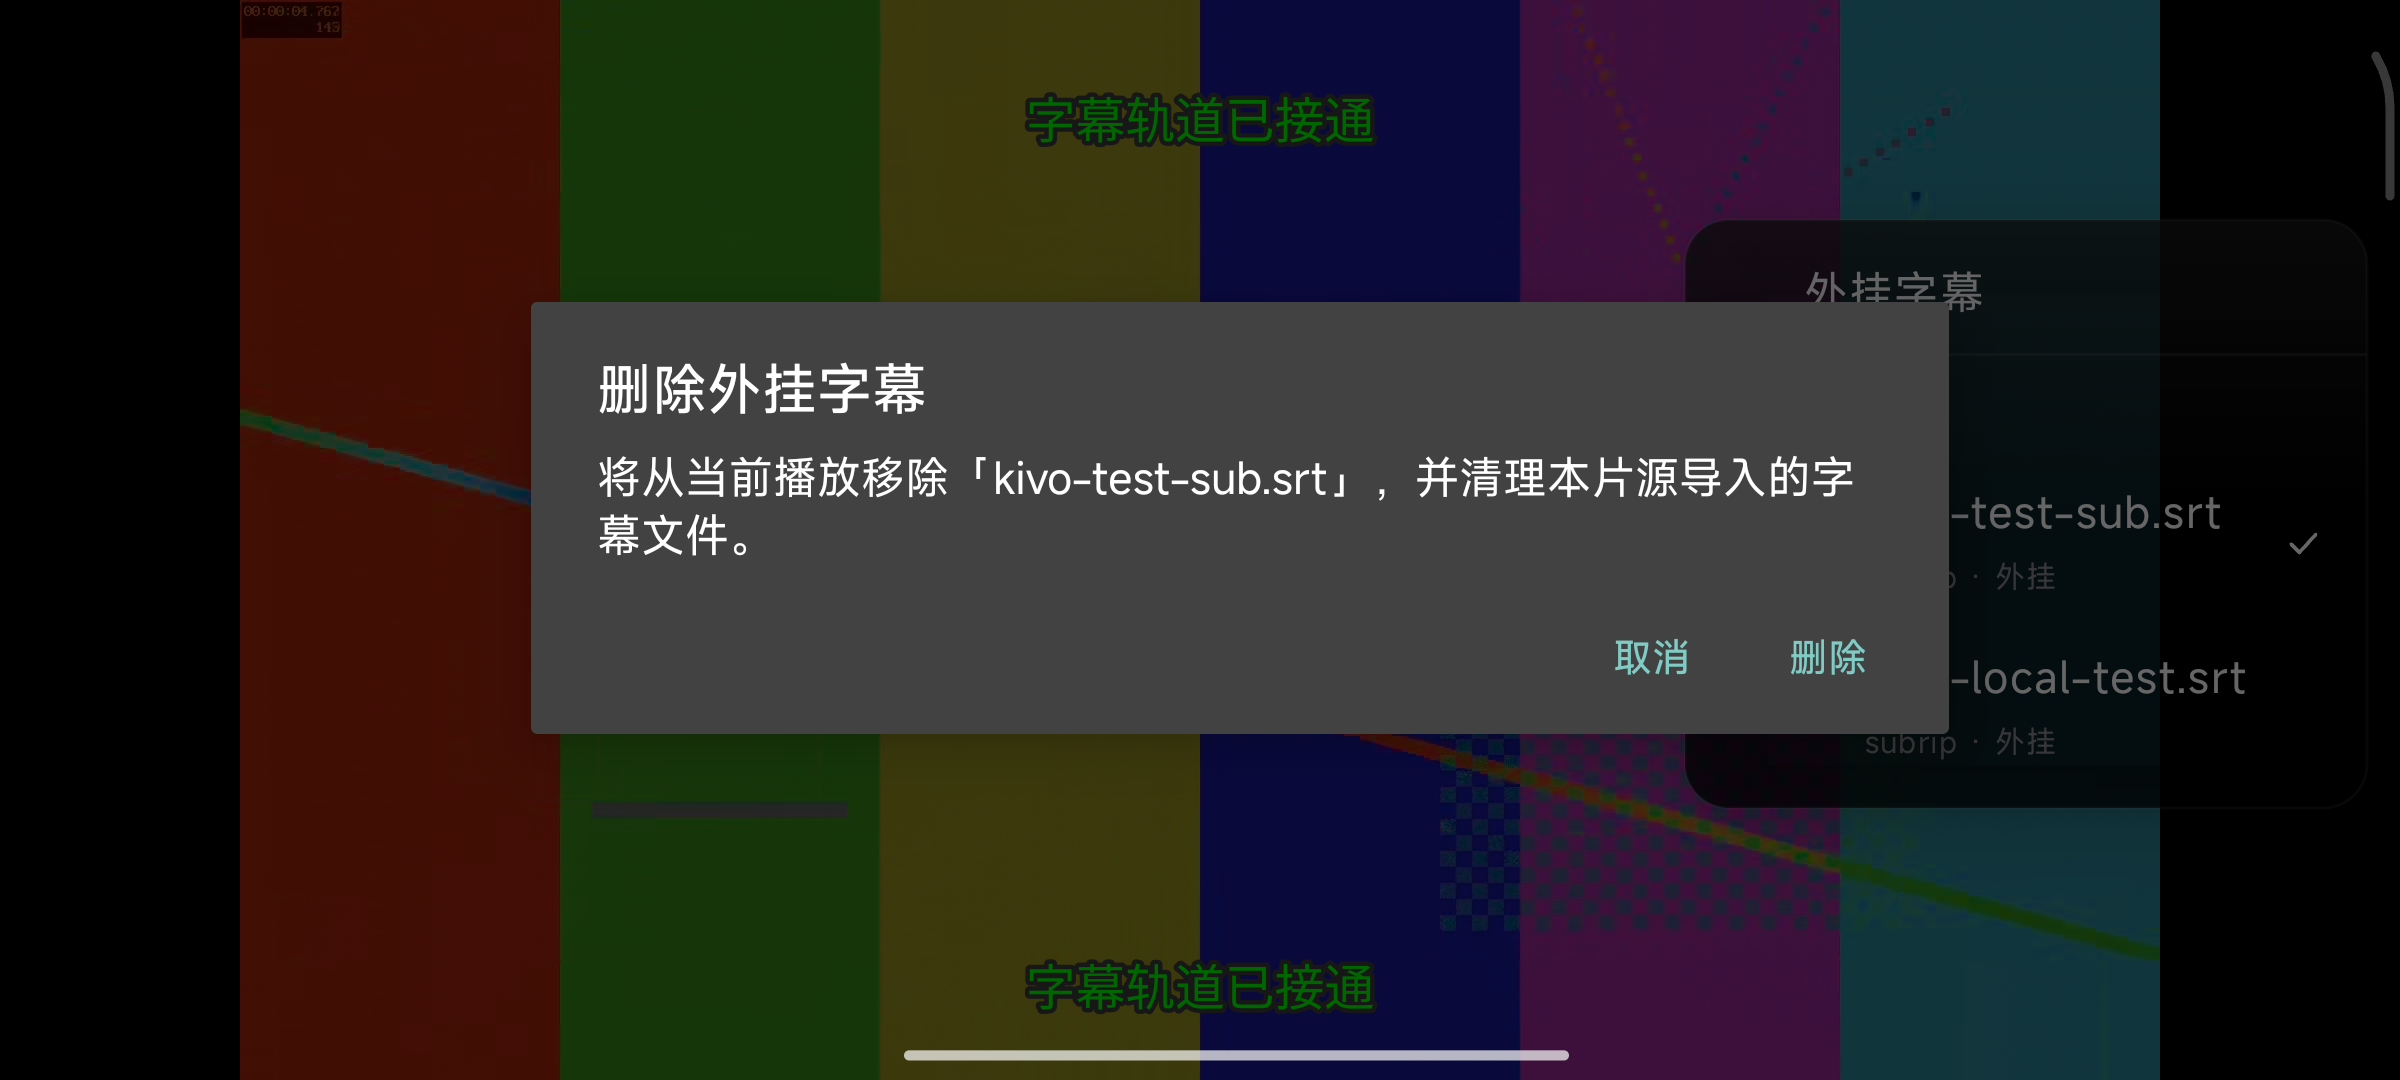 00:00:04.767
143
字幕轨道已接通
外挂字幕
删除外挂字幕
将从当前播放移除「kivo-test-sub.srt」，并清理本片源导入的字
幕文件。
-test-sub.srt
· 外挂
取消
删除
-local-test.srt
subrip · 外挂
字幕轨道已接通